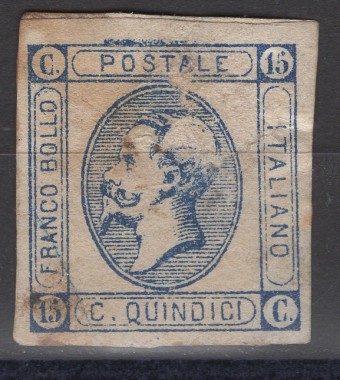 C. POSTALE 15
FRANCO BOLLO
ITALIANO
15 C. QUINDICI C.